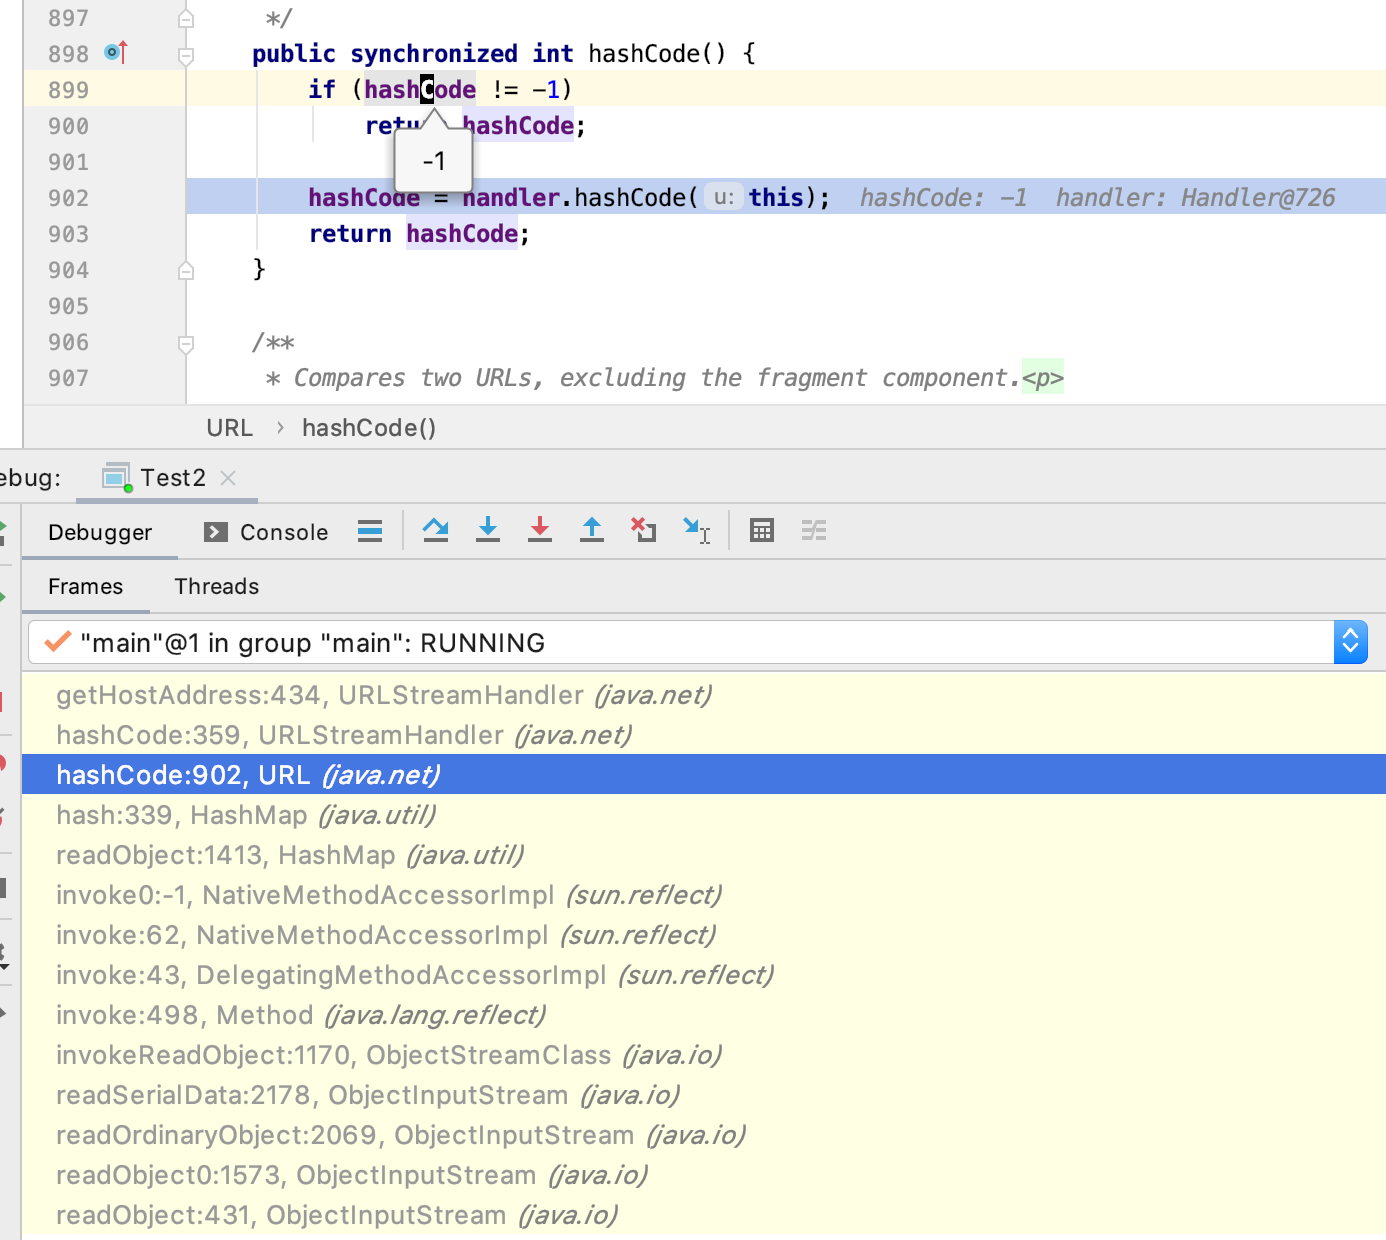 897 */
898 public synchronized int hashCode() {
899 if (hashCode != -1)
900 retu hashCode;
-1
901
902 hashCode = handler.hashCode( u: this); hashCode: -1 handler: Handler@726
903 return hashCode;
904 }
905
906 /**
907 * Compares two URLs, excluding the fragment component.<p>
URL › hashCode()
ebug: Test2
Debugger Console
Frames Threads
"main"@1 in group "main": RUNNING
getHostAddress:434, URLStreamHandler (java.net)
hashCode:359, URLStreamHandler (java.net)
hashCode:902, URL (java.net)
hash:339, HashMap (java.util)
readObject:1413, HashMap (java.util)
invoke0:-1, NativeMethodAccessorImpl (sun.reflect)
invoke:62, NativeMethodAccessorImpl (sun.reflect)
invoke:43, DelegatingMethodAccessorImpl (sun.reflect)
invoke:498, Method (java.lang.reflect)
invokeReadObject:1170, ObjectStreamClass (java.io)
readSerialData:2178, ObjectInputStream (java.io)
readOrdinaryObject:2069, ObjectInputStream (java.io)
readObject0:1573, ObjectInputStream (java.io)
readObject:431, ObjectInputStream (java.io)